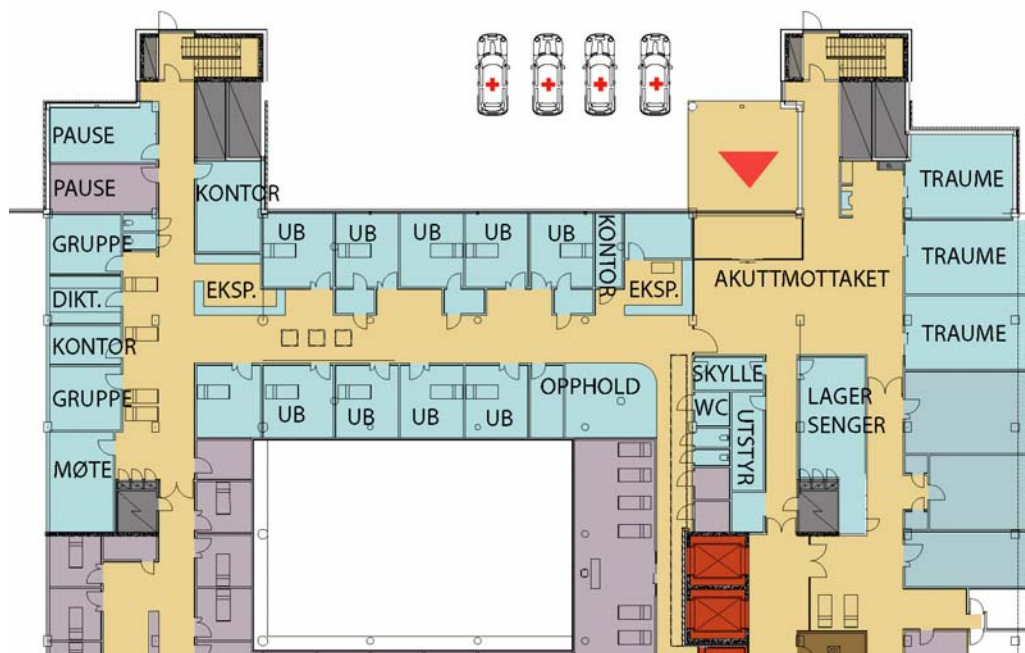 PAUSE
PAUSE
KONTOR
TRAUME
GRUPPE
UB
UB
UB
UB
UB
KONTOR
TRAUME
DIKT.
EKSP.
EKSP.
AKUTTMOTTAKET
KONTOR
TRAUME
GRUPPE
UB
UB
UB
UB
OPPHOLD
SKYLLE
WC
UTSTYR
LAGER
SENGER
MØTE